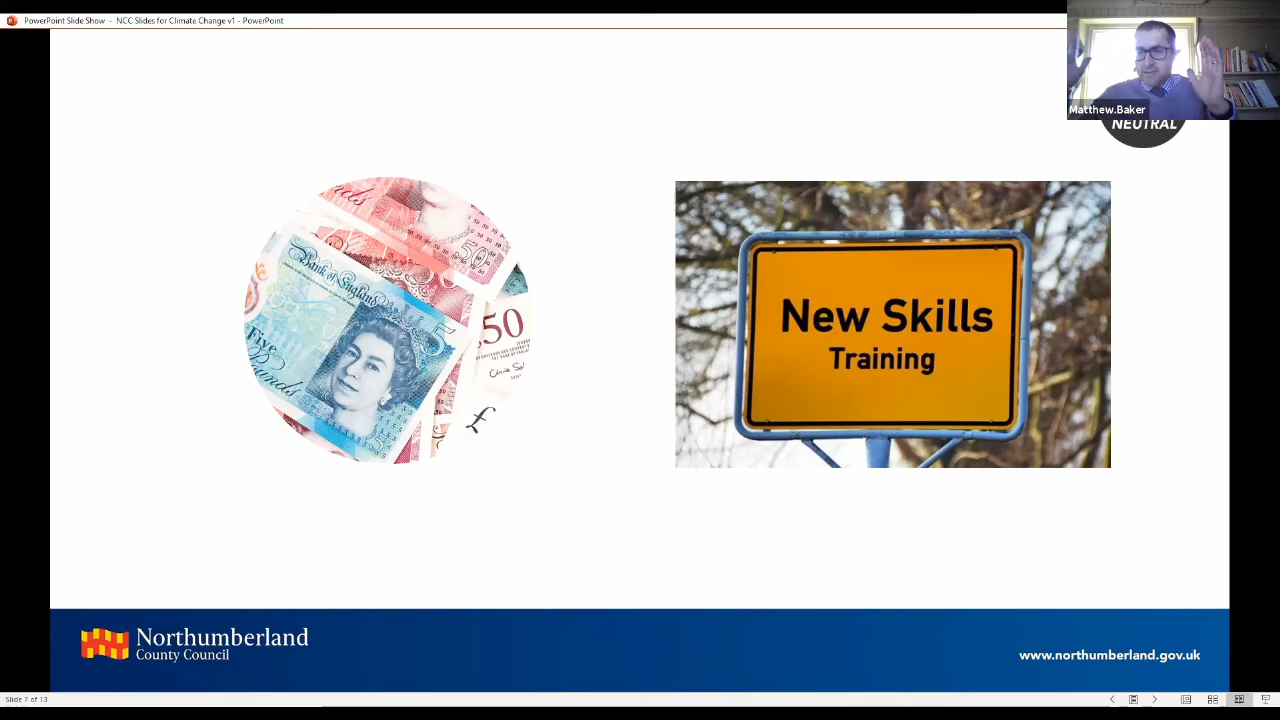 PowerPoint Slide Show - NCC Slides for Climate Change v1 - PowerPoint
Matthew.Baker
NEUTRAL
Bank of England
Five
Pounds
5
50
£
New Skills
Training
Northumberland
County Council
www.northumberland.gov.uk
Slide 7 of 13